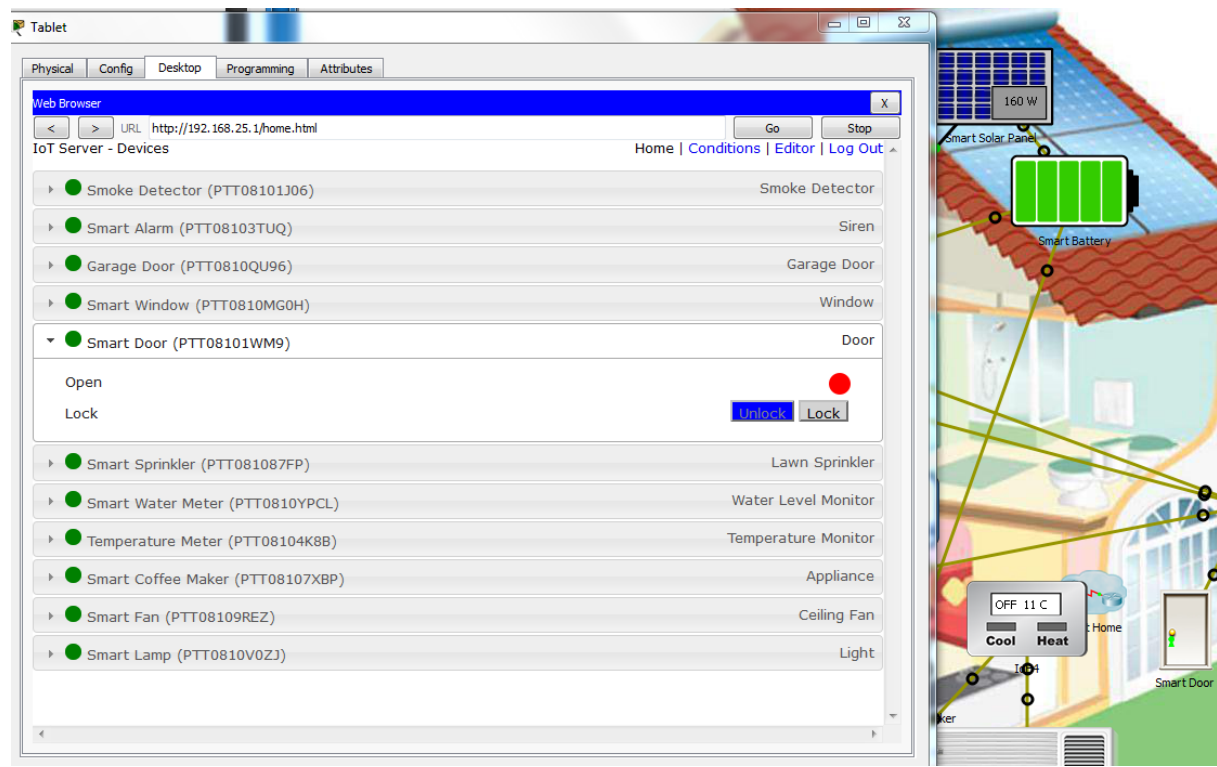 Tablet
Physical Config Desktop Programming Attributes
Web Browser X
< > URL http://192.168.25.1/home.html Go Stop
IoT Server - Devices Home | Conditions | Editor | Log Out
Smoke Detector (PTT08101J06) Smoke Detector
Smart Alarm (PTT08103TUQ) Siren
Garage Door (PTT0810QU96) Garage Door
Smart Window (PTT0810MG0H) Window
Smart Door (PTT08101WM9) Door
Open
Lock Unlock Lock
Smart Sprinkler (PTT081087FP) Lawn Sprinkler
Smart Water Meter (PTT0810YPCL) Water Level Monitor
Temperature Meter (PTT08104K8B) Temperature Monitor
Smart Coffee Maker (PTT08107XBP) Appliance
Smart Fan (PTT08109REZ) Ceiling Fan
Smart Lamp (PTT0810V0ZJ) Light
160 W
Smart Solar Panel
Smart Battery
OFF 11 C
Cool Heat
t Home
Smart Door
ker